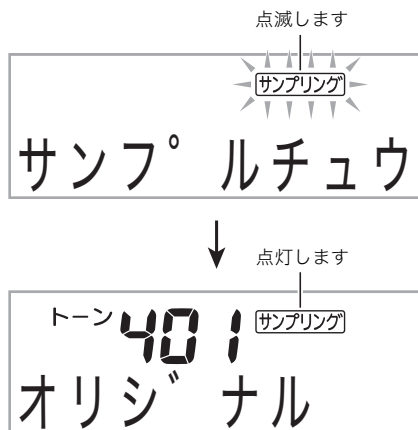 点滅します
サンプリング
サンプルチュウ
点灯します
トーン 401 サンプリング
オリジナル